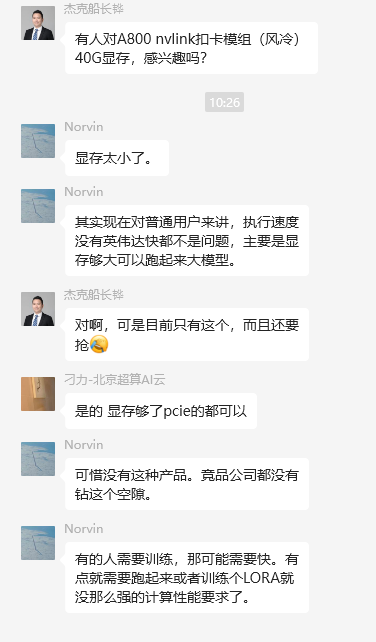 杰克船长铧
有人对A800 nvlink扣卡模组（风冷）
40G显存，感兴趣吗？
10:26
Norvin
显存太小了。
Norvin
其实现在对普通用户来讲，执行速度
没有英伟达快都不是问题，主要是显
存够大可以跑起来大模型。
杰克船长铧
对啊，可是目前只有这个，而且还要
抢
刁力-北京超算AI云
是的 显存够了pcie的都可以
Norvin
可惜没有这种产品。竞品公司都没有
钻这个空隙。
Norvin
有的人需要训练，那可能需要快。有
点就需要跑起来或者训练个LORA就
没那么强的计算性能要求了。